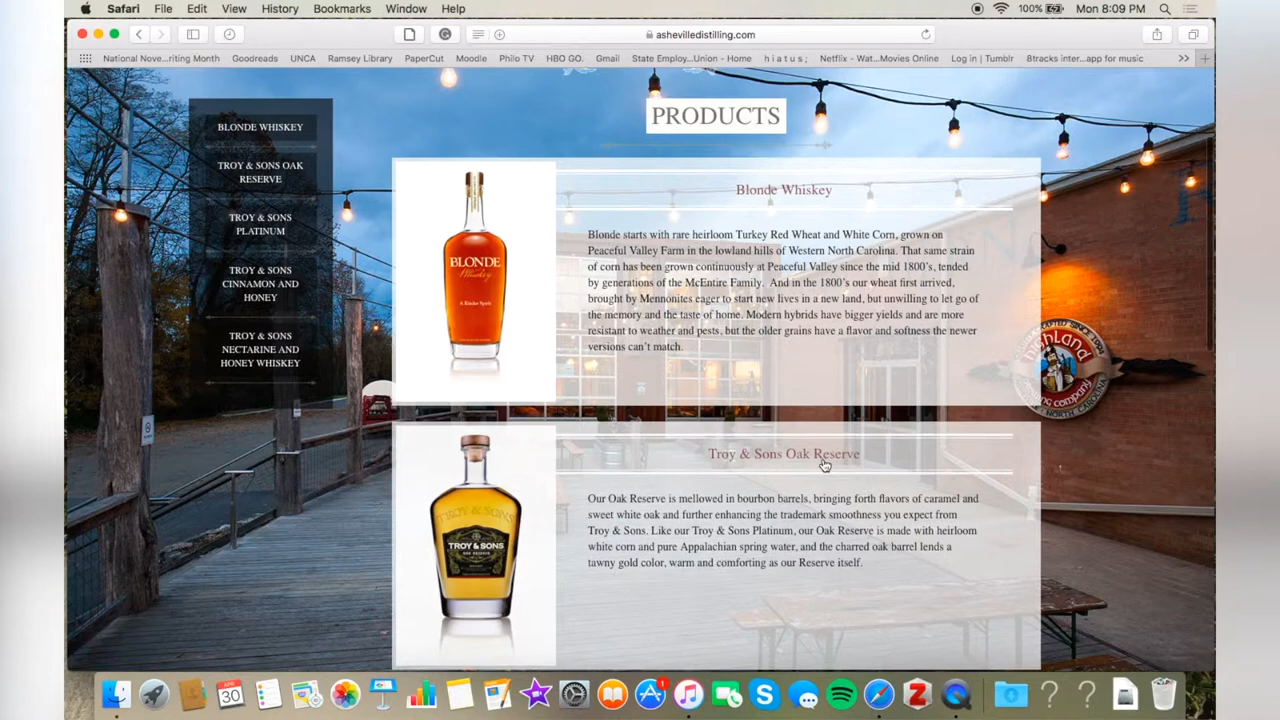 Safari File Edit View History Bookmarks Window Help 100% Mon 8:09 PM
ashevilledistilling.com
National Nove...riting Month Goodreads UNCA Ramsey Library PaperCut Moodle Philo TV HBO GO. Gmail State Employ...Union - Home h i a t u s ; Netflix - Wat...Movies Online Log in | Tumblr 8tracks inter...app for music
PRODUCTS
BLONDE WHISKEY
TROY & SONS OAK
RESERVE
TROY & SONS
PLATINUM
TROY & SONS
CINNAMON AND
HONEY
TROY & SONS
NECTARINE AND
HONEY WHISKEY
BLONDE
Whiskey
A Kinder Spirit
Blonde Whiskey
Blonde starts with rare heirloom Turkey Red Wheat and White Corn, grown on
Peaceful Valley Farm in the lowland hills of Western North Carolina. That same strain
of corn has been grown continuously at Peaceful Valley since the mid 1800's, tended
by generations of the McEntire Family. And in the 1800's our wheat first arrived,
brought by Mennonites eager to start new lives in a new land, but unwilling to let go of
the memory and the taste of home. Modern hybrids have bigger yields and are more
resistant to weather and pests, but the older grains have a flavor and softness the newer
versions can't match.
highland
TROY & SONS
TROY & SONS
OAK RESERVE
Troy & Sons Oak Reserve
Our Oak Reserve is mellowed in bourbon barrels, bringing forth flavors of caramel and
sweet white oak and further enhancing the trademark smoothness you expect from
Troy & Sons. Like our Troy & Sons Platinum, our Oak Reserve is made with heirloom
white corn and pure Appalachian spring water, and the charred oak barrel lends a
tawny gold color, warm and comforting as our Reserve itself.
APR
30
1